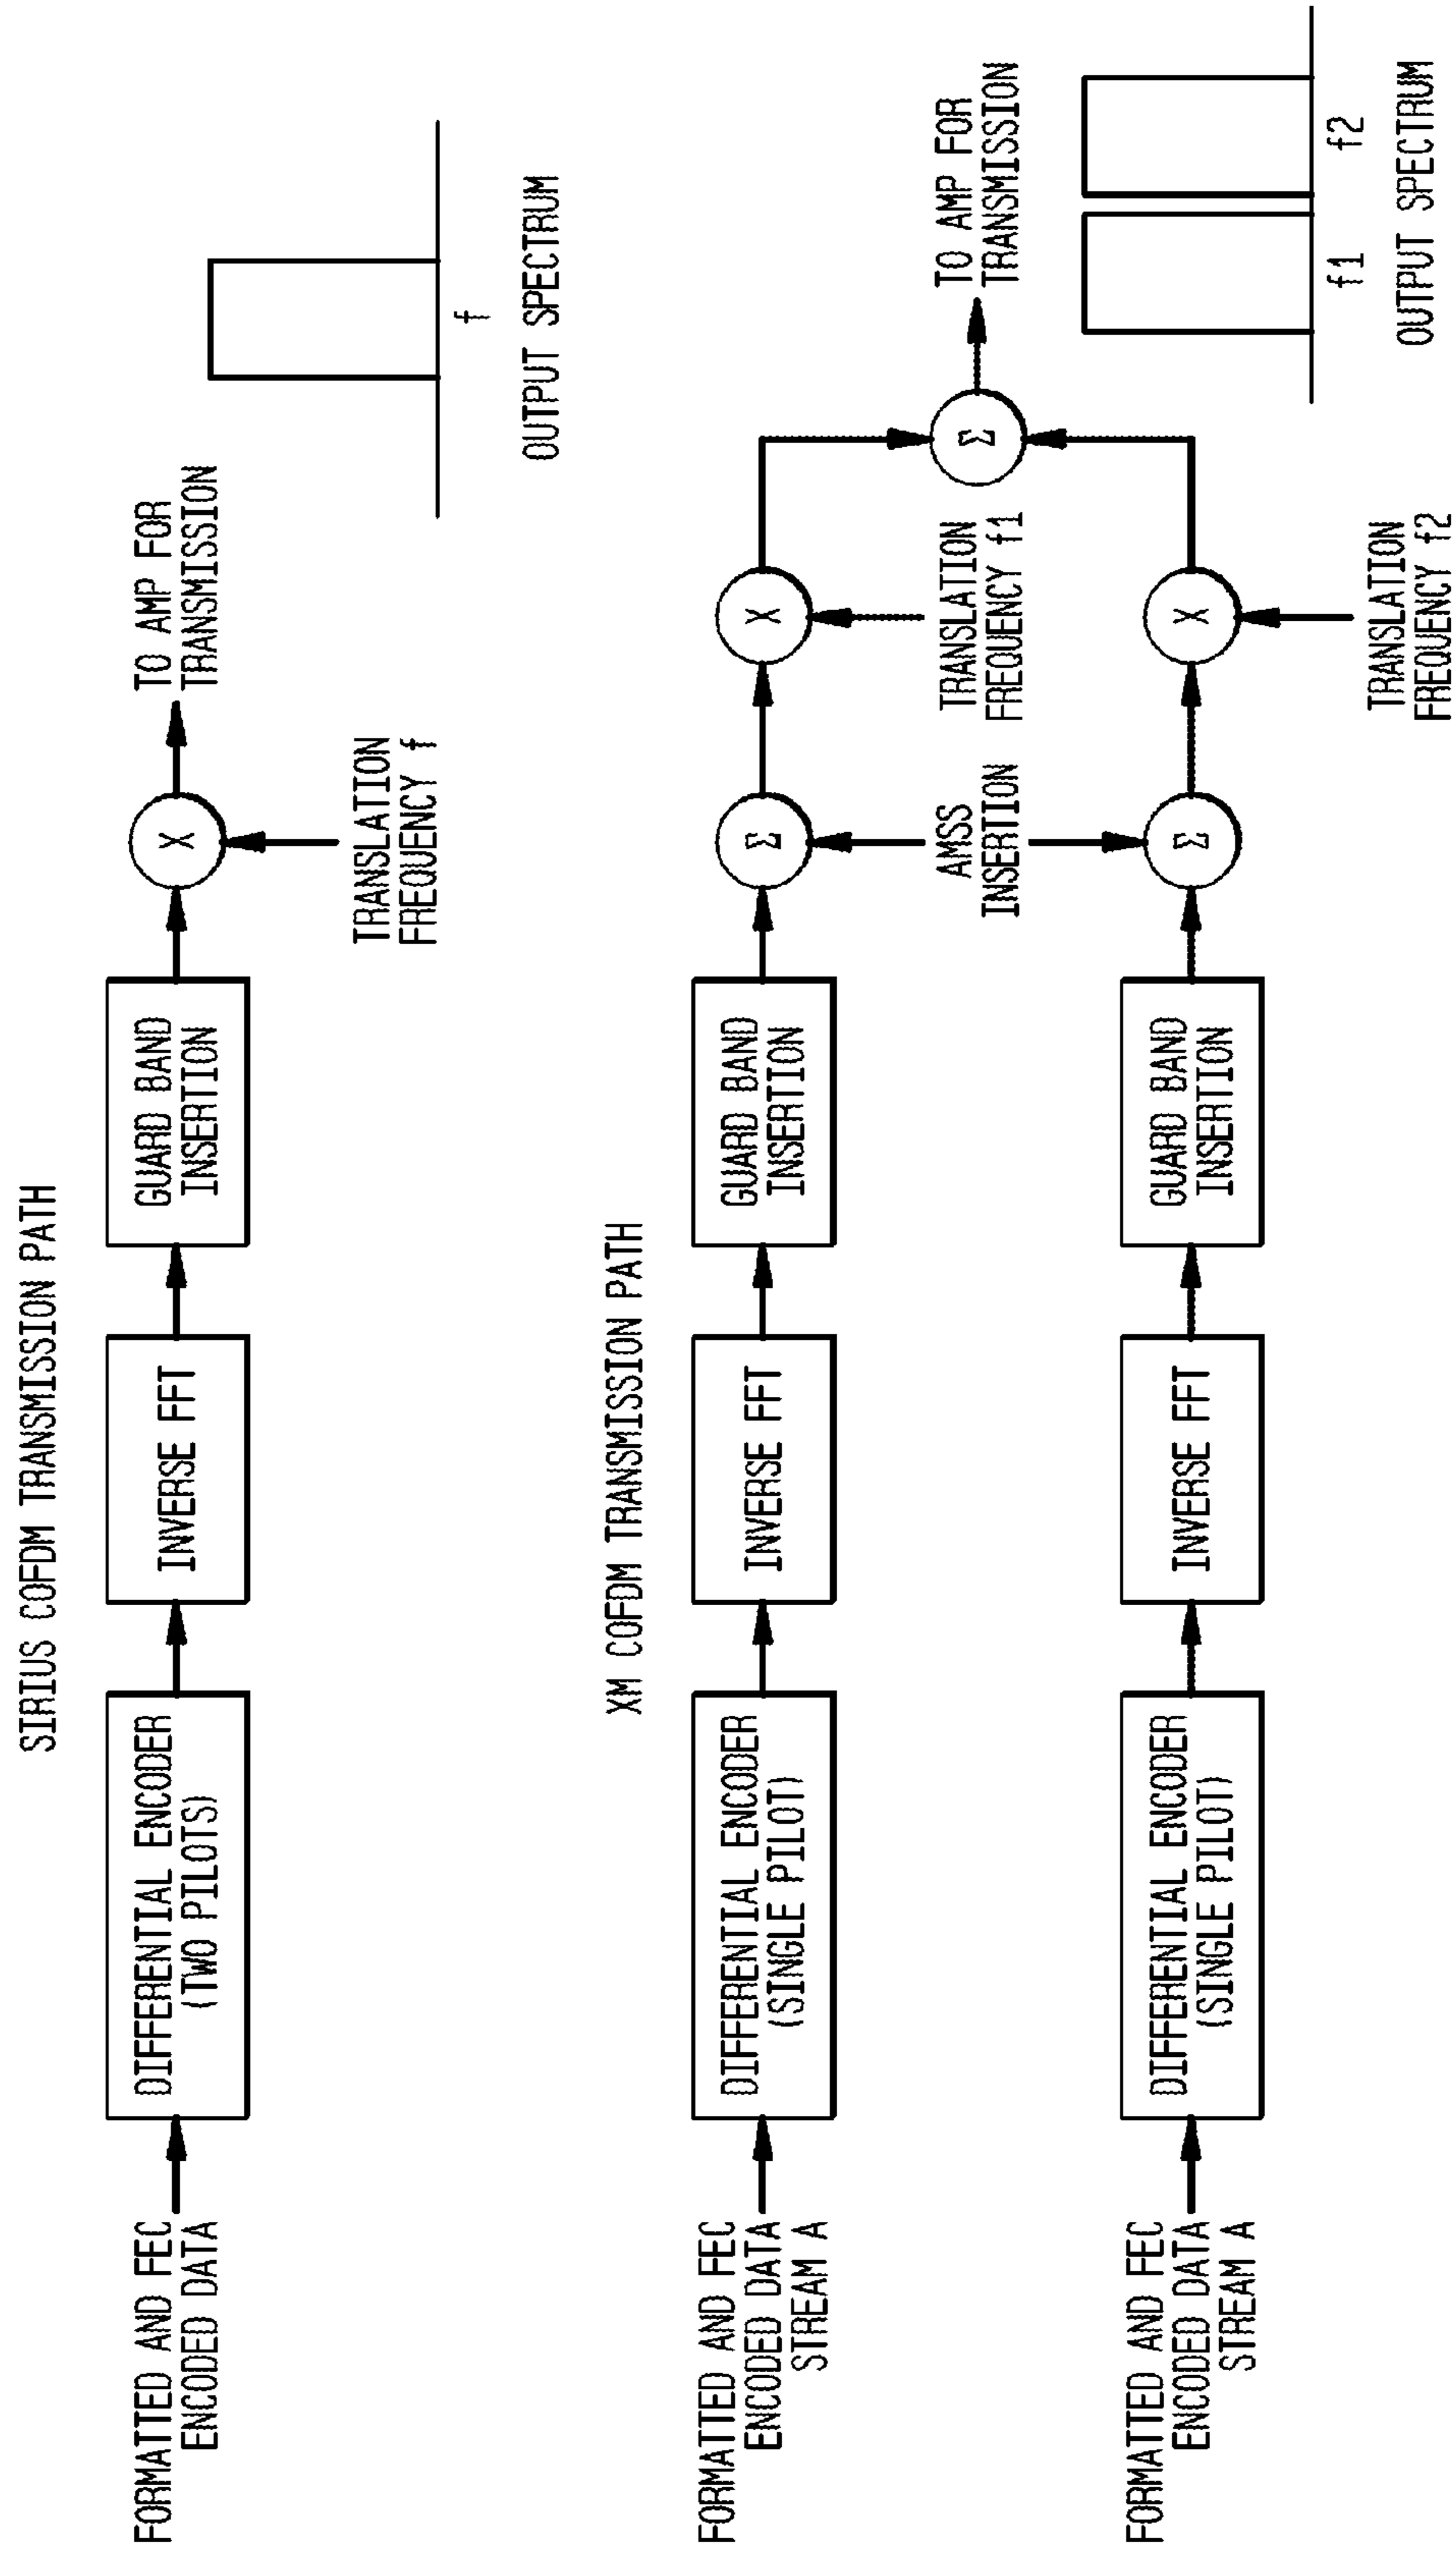 SIRIUS COFDM TRANSMISSION PATH
FORMATTED AND FEC
ENCODED DATA
DIFFERENTIAL ENCODER
(TWO PILOTS)
INVERSE FFT
GUARD BAND
INSERTION
X
TRANSLATION
FREQUENCY f
TO AMP FOR
TRANSMISSION
f
OUTPUT SPECTRUM
XM COFDM TRANSMISSION PATH
FORMATTED AND FEC
ENCODED DATA
STREAM A
DIFFERENTIAL ENCODER
(SINGLE PILOT)
INVERSE FFT
GUARD BAND
INSERTION
Σ
X
AMSS
INSERTION
TRANSLATION
FREQUENCY f1
Σ
TO AMP FOR
TRANSMISSION
FORMATTED AND FEC
ENCODED DATA
STREAM A
DIFFERENTIAL ENCODER
(SINGLE PILOT)
INVERSE FFT
GUARD BAND
INSERTION
Σ
X
TRANSLATION
FREQUENCY f2
f1
f2
OUTPUT SPECTRUM